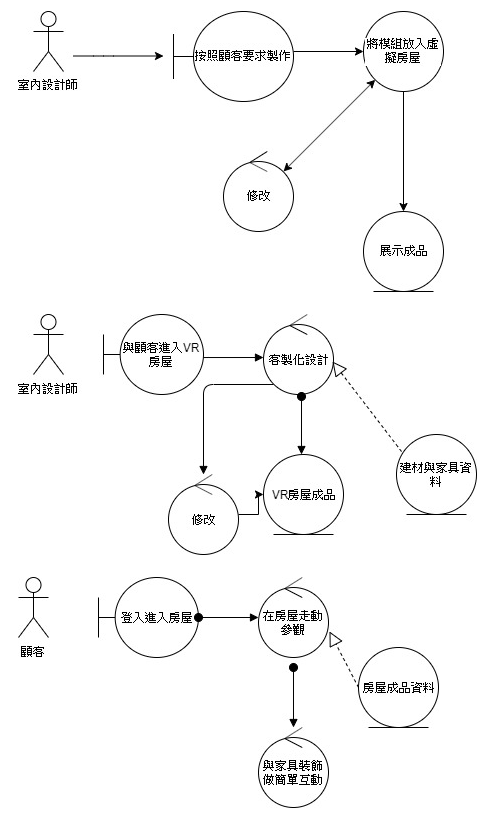 室內設計師
按照顧客要求製作
將模組放入虛
擬房屋
修改
展示成品
室內設計師
與顧客進入VR
房屋
客製化設計
建材與家具資
料
修改
VR房屋成品
顧客
登入進入房屋
在房屋走動
參觀
房屋成品資料
與家具裝飾
做簡單互動